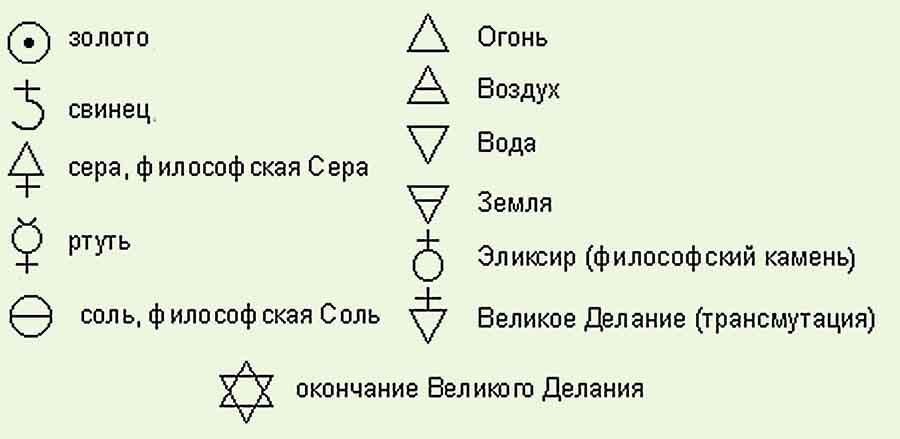 золото
свинец
сера, философская Сера
ртуть
соль, философская Соль
Огонь
Воздух
Вода
Земля
Эликсир (философский камень)
Великое Делание (трансмутация)
окончание Великого Делания